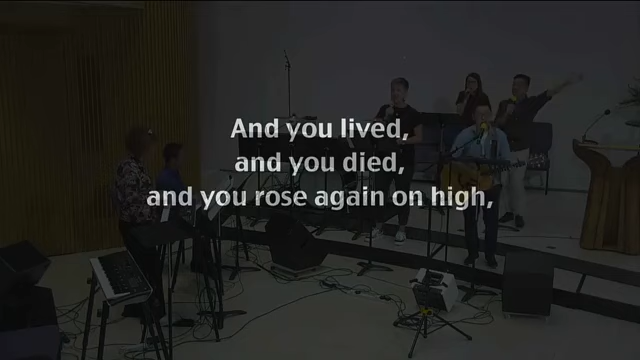 And you lived,
and you died,
and you rose again on high,